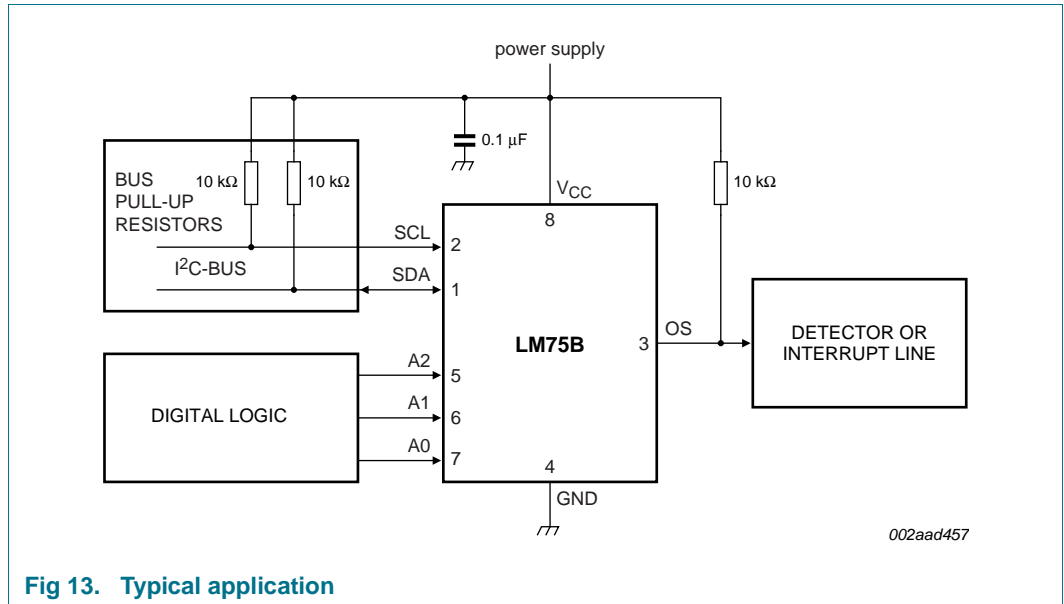 power supply
0.1 μF
BUS
PULL-UP
RESISTORS
10 kΩ
10 kΩ
10 kΩ
VCC
8
SCL
2
I2C-BUS
SDA
1
LM75B
3
OS
DETECTOR OR
INTERRUPT LINE
DIGITAL LOGIC
A2
5
A1
6
A0
7
4
GND
002aad457
Fig 13. Typical application